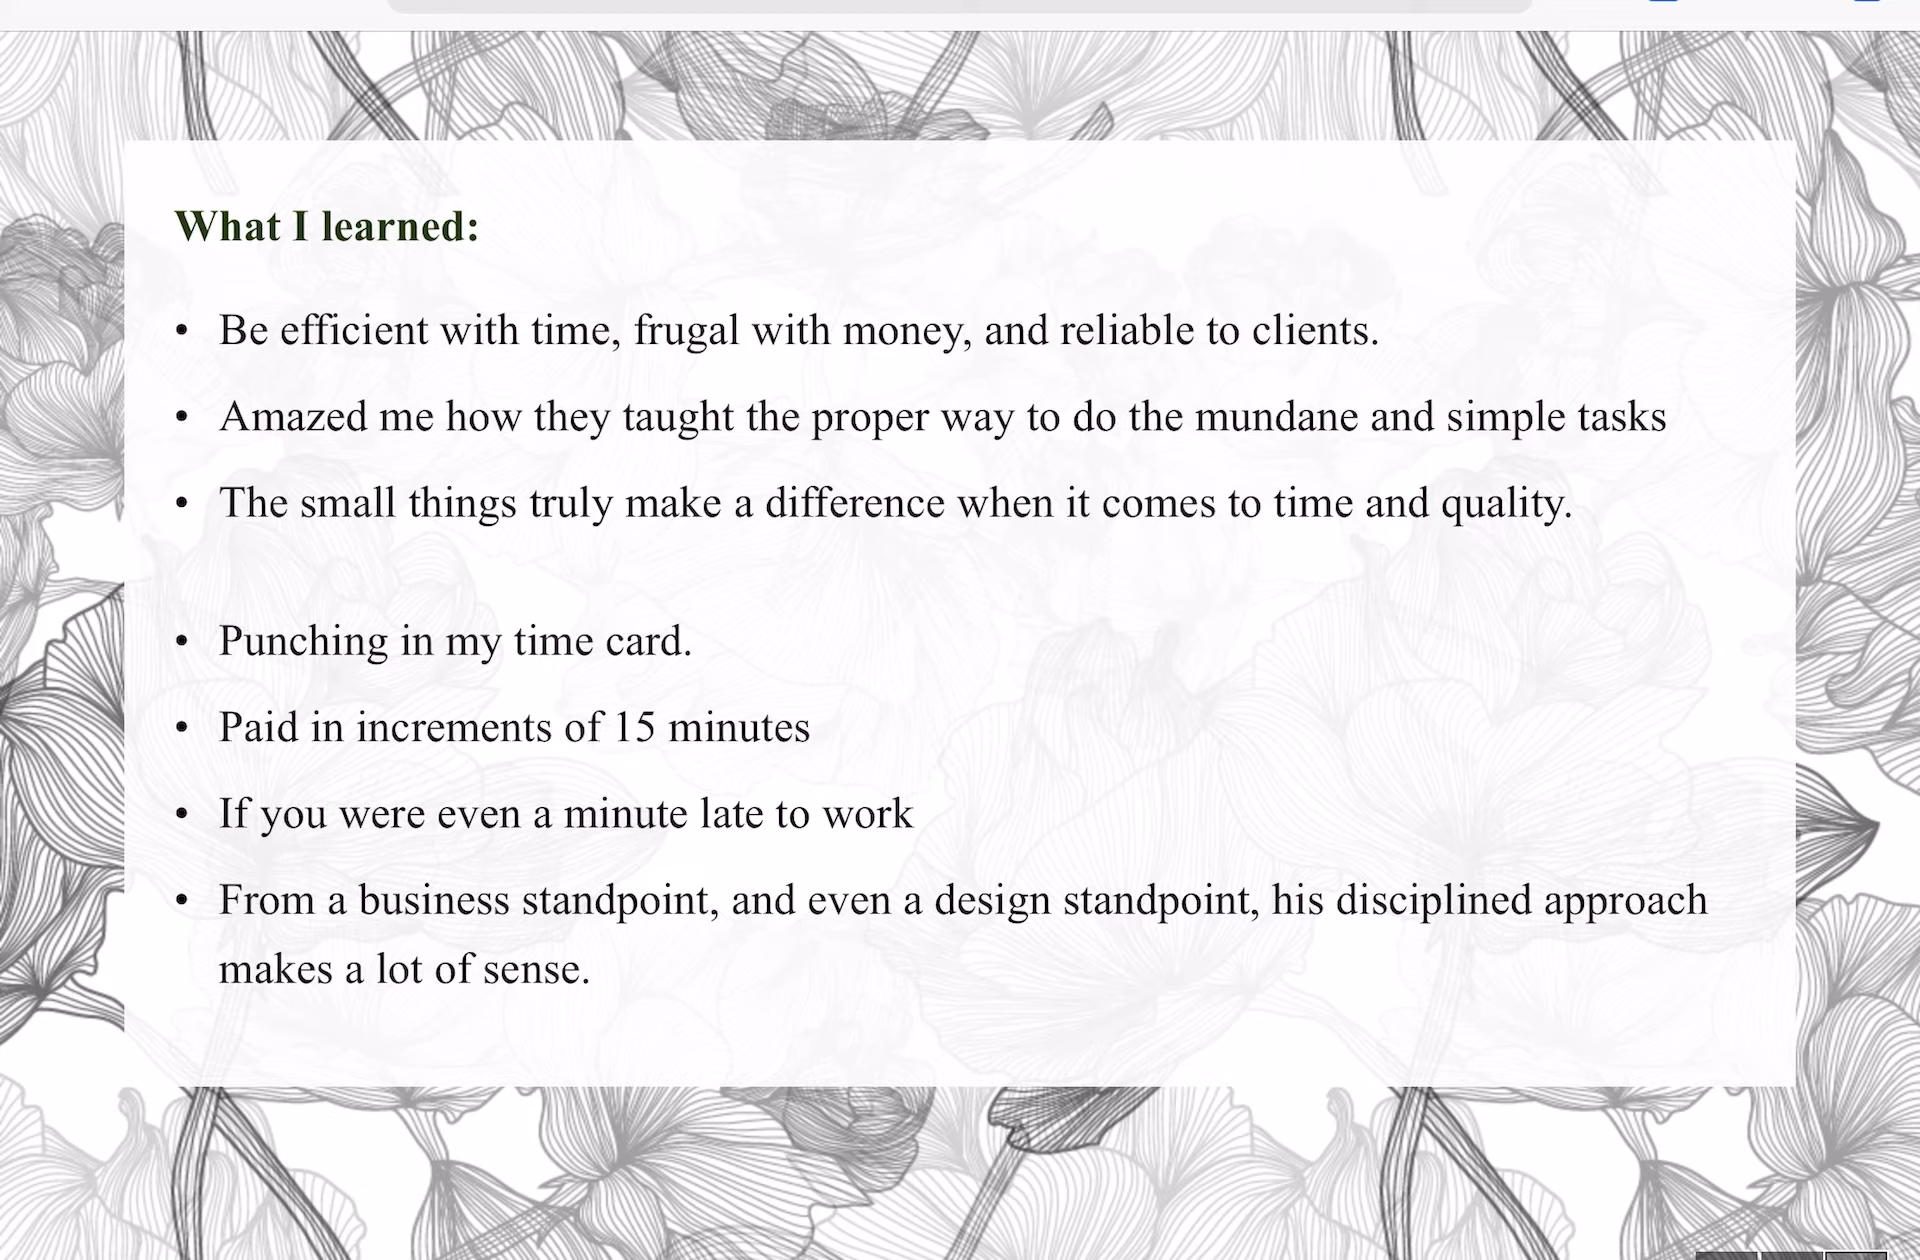 What I learned:
• Be efficient with time, frugal with money, and reliable to clients.
• Amazed me how they taught the proper way to do the mundane and simple tasks
• The small things truly make a difference when it comes to time and quality.
• Punching in my time card.
• Paid in increments of 15 minutes
• If you were even a minute late to work
• From a business standpoint, and even a design standpoint, his disciplined approach
makes a lot of sense.